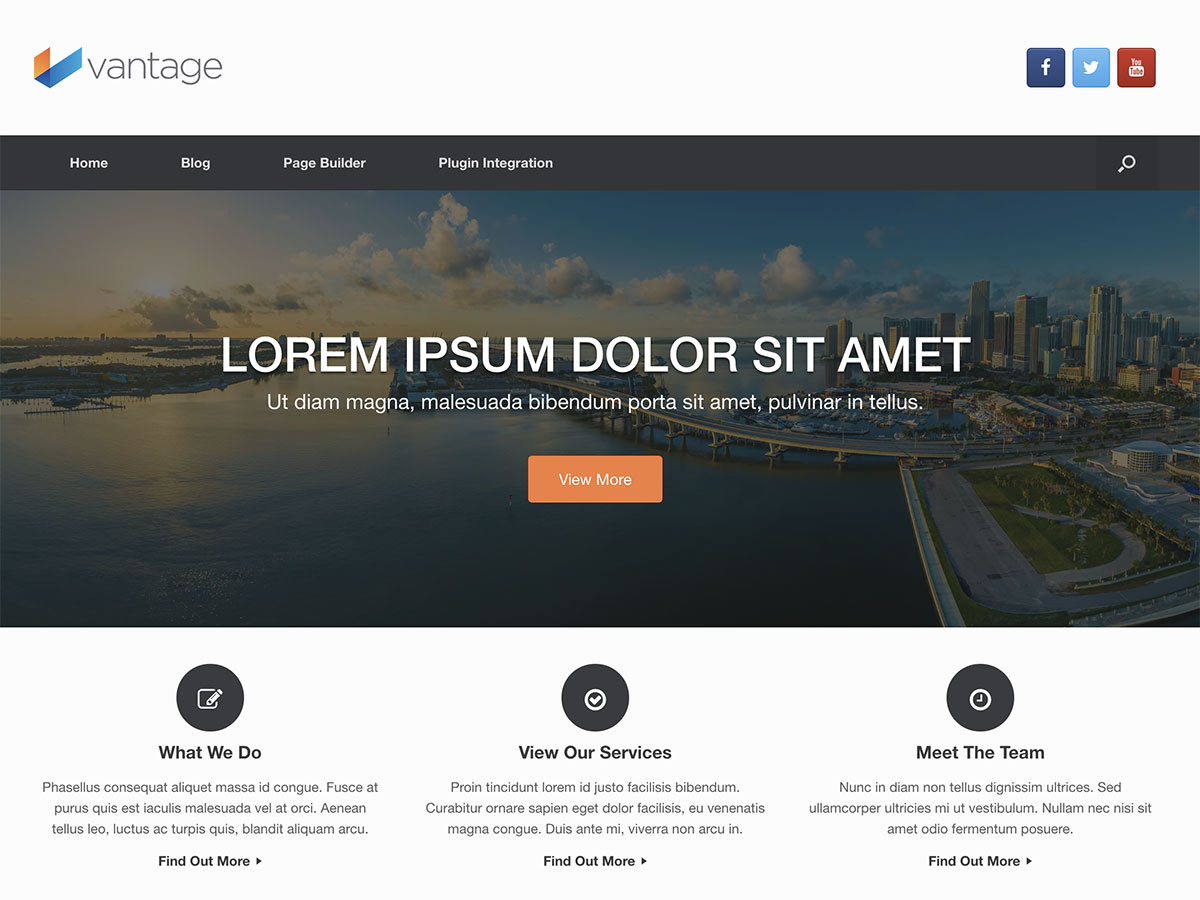 vantage
You
Tube
Home
Blog
Page Builder
Plugin Integration
LOREM IPSUM DOLOR SIT AMET
Ut diam magna, malesuada bibendum porta sit amet, pulvinar in tellus.
View More
What We Do
Phasellus consequat aliquet massa id congue. Fusce at
purus quis est iaculis malesuada vel at orci. Aenean
tellus leo, luctus ac turpis quis, blandit aliquam arcu.
Find Out More
View Our Services
Proin tincidunt lorem id justo facilisis bibendum.
Curabitur ornare sapien eget dolor facilisis, eu venenatis
magna congue. Duis ante mi, viverra non arcu in.
Find Out More
Meet The Team
Nunc in diam non tellus dignissim ultrices. Sed
ullamcorper ultricies mi ut vestibulum. Nullam nec nisi sit
amet odio fermentum posuere.
Find Out More